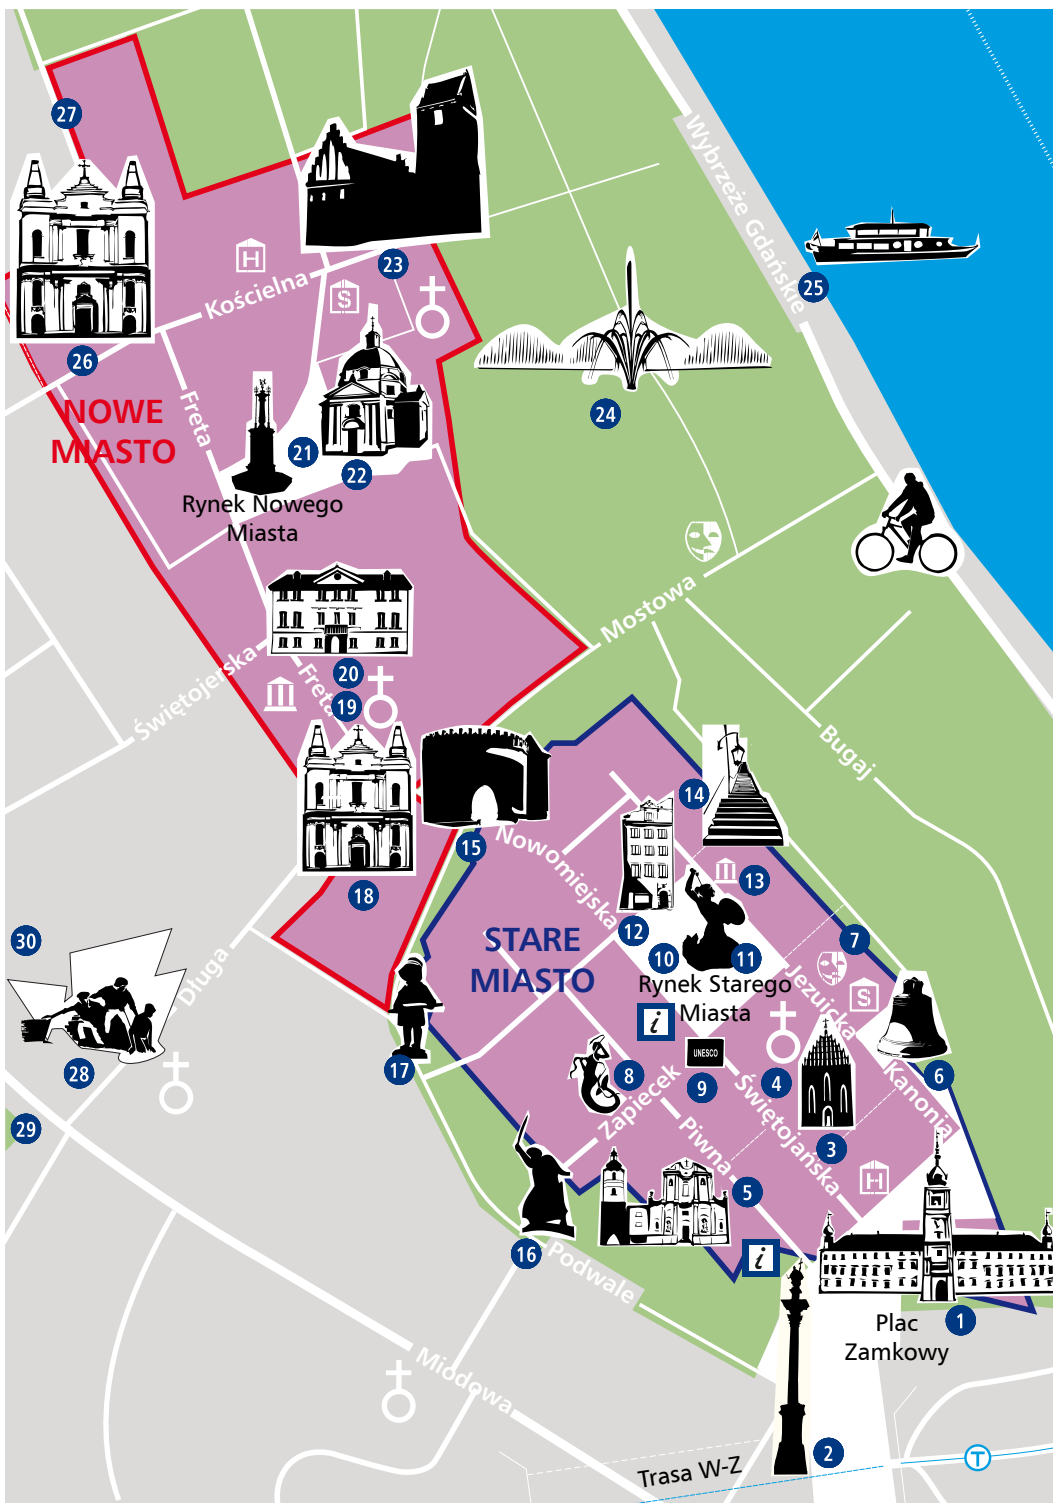 27
Wybrzeże Gdańskie
H
23
Kościelna
S
25
26
NOWE
MIASTO
Freta
24
21
22
Rynek Nowego
Miasta
Mostowa
Świętojerska
20
Freta
19
Bugaj
14
15
Nowomiejska
13
18
12
30
STARE
MIASTO
10
11
7
Rynek Starego
Miasta
Jezuicka
S
Długa
i
UNESCO
28
17
8
9
4
6
Zapiecek
Świętojańska
Kanonia
29
Piwna
3
H
5
16
Podwale
i
Plac
Zamkowy
1
Miodowa
2
Trasa W-Z
T